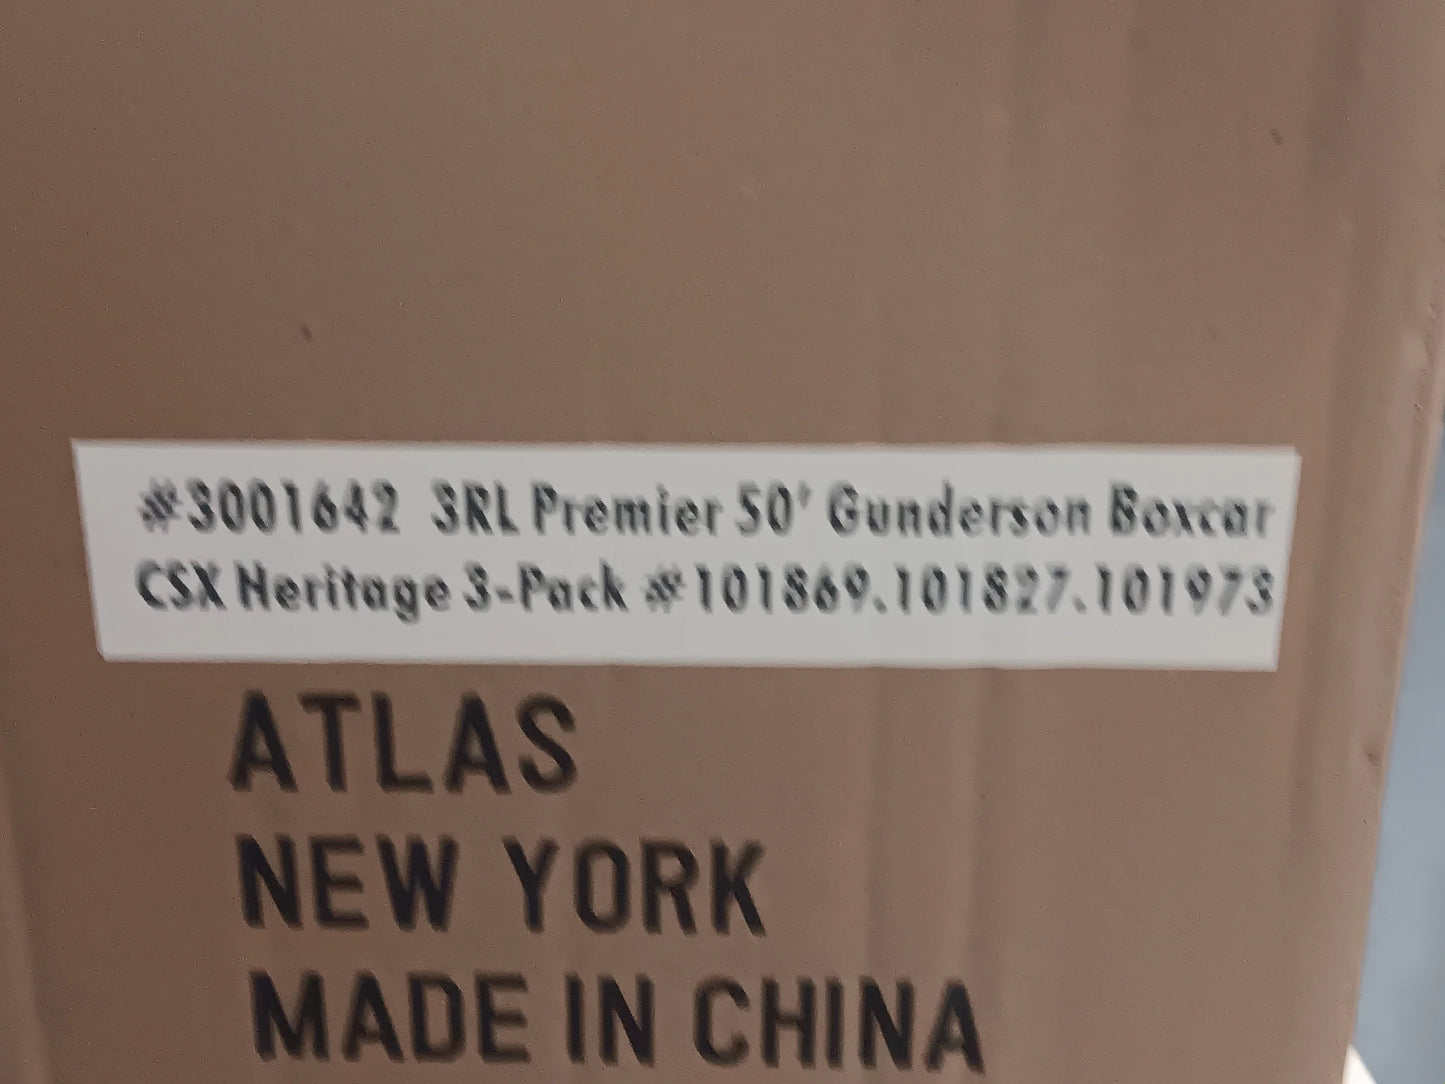 #3001642 3RL Premier 50' Gunderson Boxcar
CSX Heritage 3-Pack #101869.101827.101973
ATLAS
NEW YORK
MADE IN CHINA